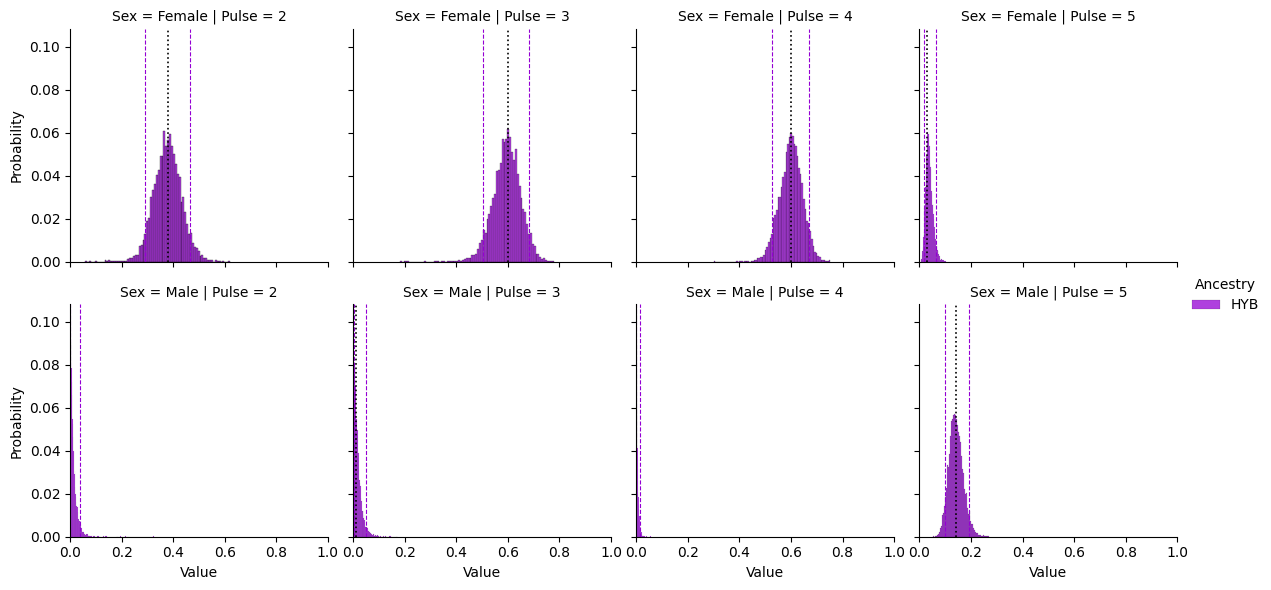 Sex = Female | Pulse = 2
Sex = Female | Pulse = 3
Sex = Female | Pulse = 4
Sex = Female | Pulse = 5
0.10
0.08
0.06
0.04
0.02
0.00
Probability
Sex = Male | Pulse = 2
Sex = Male | Pulse = 3
Sex = Male | Pulse = 4
Sex = Male | Pulse = 5
Ancestry
HYB
0.10
0.08
0.06
0.04
0.02
0.00
Probability
0.0 0.2 0.4 0.6 0.8 1.0
0.0 0.2 0.4 0.6 0.8 1.0
0.0 0.2 0.4 0.6 0.8 1.0
0.0 0.2 0.4 0.6 0.8 1.0
Value
Value
Value
Value